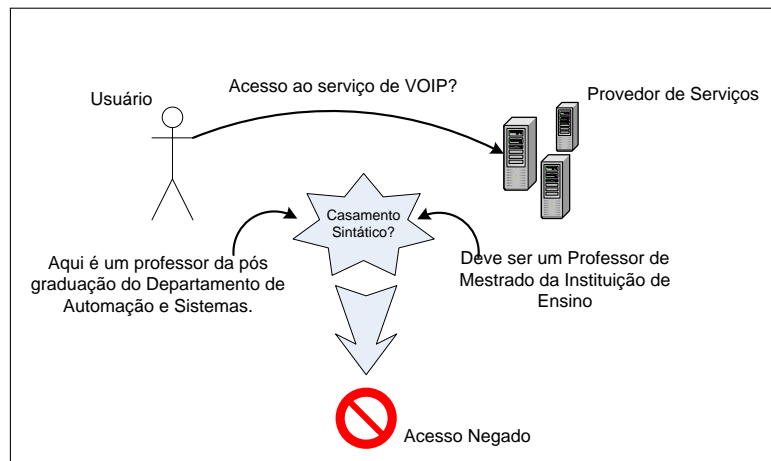 Acesso ao serviço de VOIP?
Usuário
Provedor de Serviços
Casamento
Sintático?
Aqui é um professor da pós
graduação do Departamento de
Automação e Sistemas.
Deve ser um Professor de
Mestrado da Instituição de
Ensino
Acesso Negado